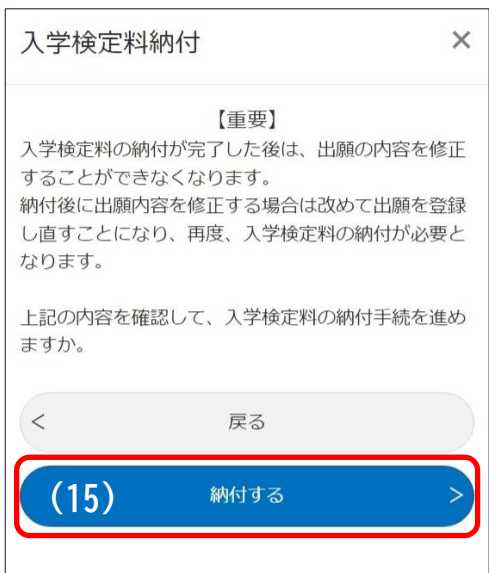 入学検定料納付 ×
【重要】
入学検定料の納付が完了した後は、出願の内容を修正
することができなくなります。
納付後に出願内容を修正する場合は改めて出願を登録
し直すことになり、再度、入学検定料の納付が必要と
なります。
上記の内容を確認して、入学検定料の納付手続を進め
ますか。
< 戻る
(15) 納付する >